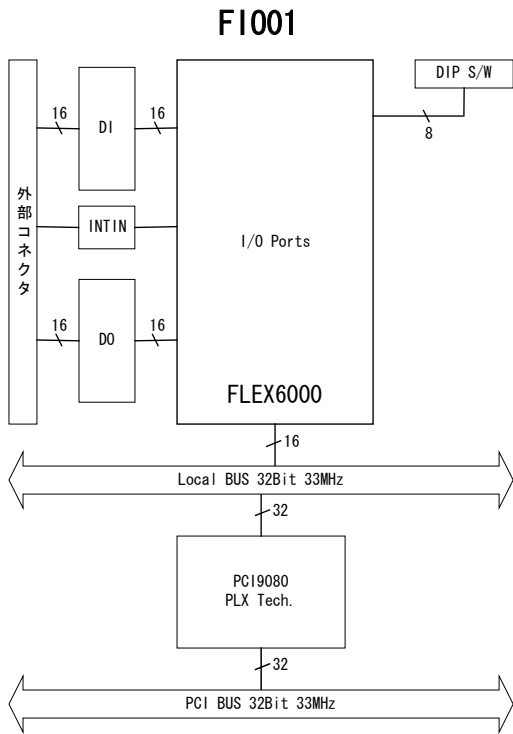 FI001
DIP S/W
8
16
DI
16
外部コネクタ
INTIN
I/O Ports
16
DO
16
FLEX6000
16
Local BUS 32Bit 33MHz
32
PCI9080
PLX Tech.
32
PCI BUS 32Bit 33MHz